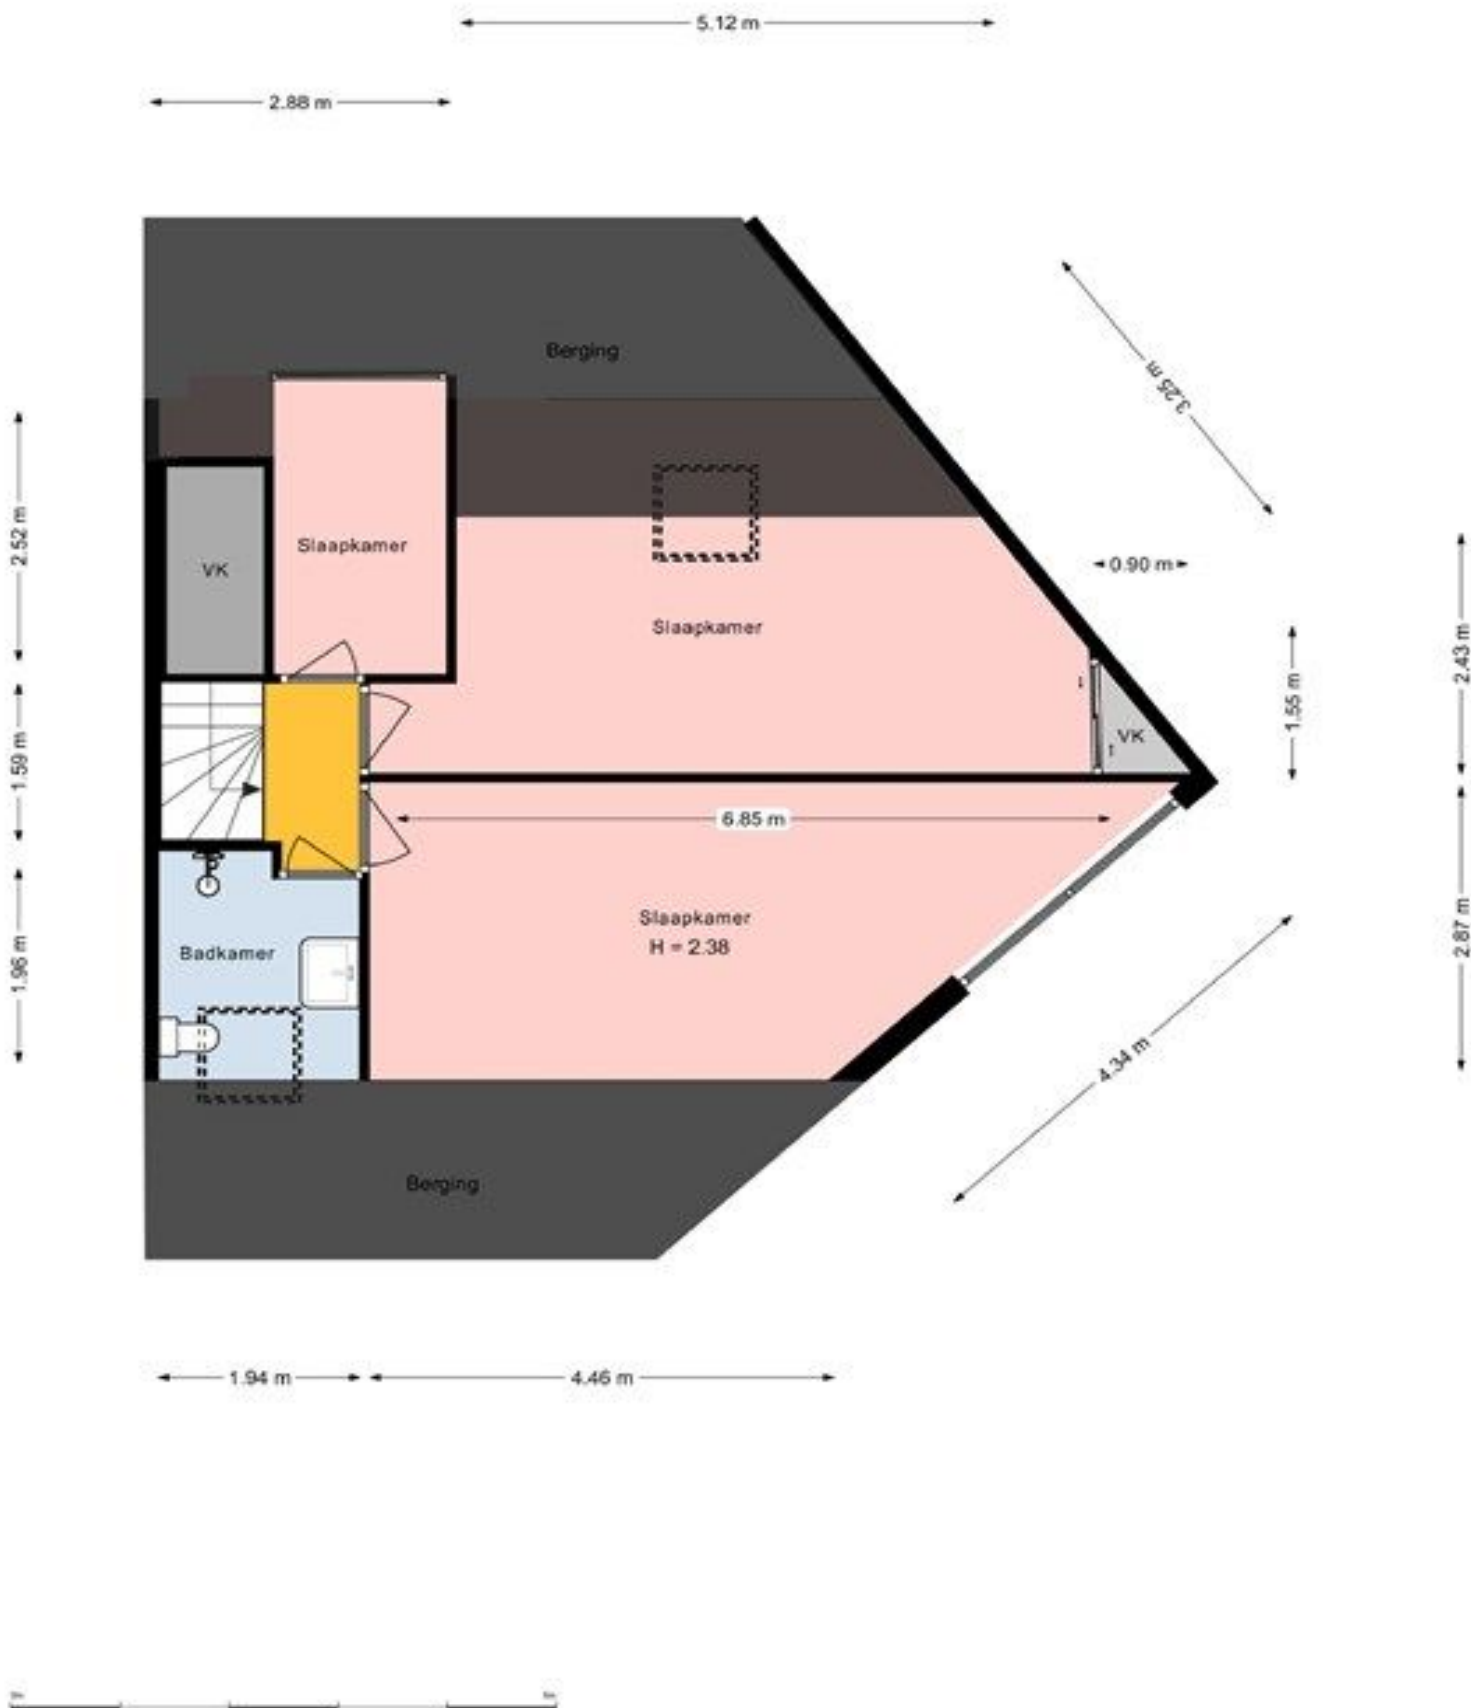 5.12 m
2.88 m
Berging
3.25 m
2.52 m
Slaapkamer
VK
0.90 m
Slaapkamer
2.43 m
1.55 m
VK
1.59 m
6.85 m
Slaapkamer
H = 2.38
2.87 m
Badkamer
1.96 m
4.34 m
Berging
1.94 m
4.46 m